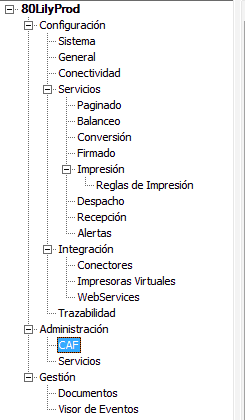 80LilyProd
Configuración
Sistema
General
Conectividad
Servicios
Paginado
Balanceo
Conversión
Firmado
Impresión
Reglas de Impresión
Despacho
Recepción
Alertas
Integración
Conectores
Impresoras Virtuales
WebServices
Trazabilidad
Administración
CAF
Servicios
Gestión
Documentos
Visor de Eventos